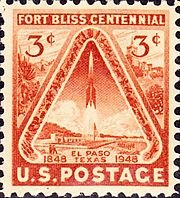 FORT BLISS CENTENNIAL
3¢ 3¢
EL PASO
1848 TEXAS 1948
U.S. POSTAGE